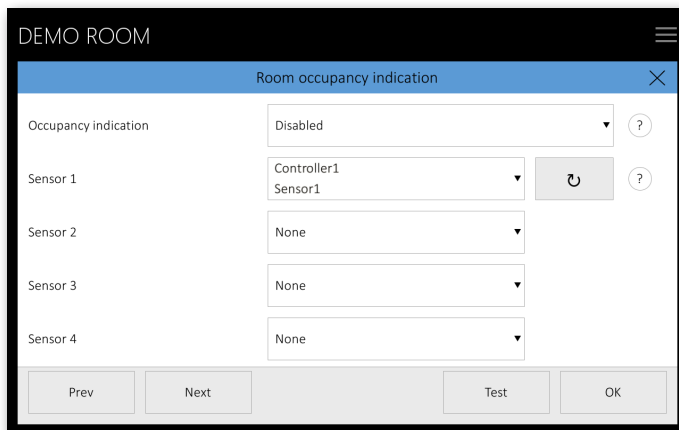 DEMO ROOM
Room occupancy indication
Occupancy indication
Disabled
?
Sensor 1
Controller1
Sensor1
?
Sensor 2
None
Sensor 3
None
Sensor 4
None
Prev
Next
Test
OK